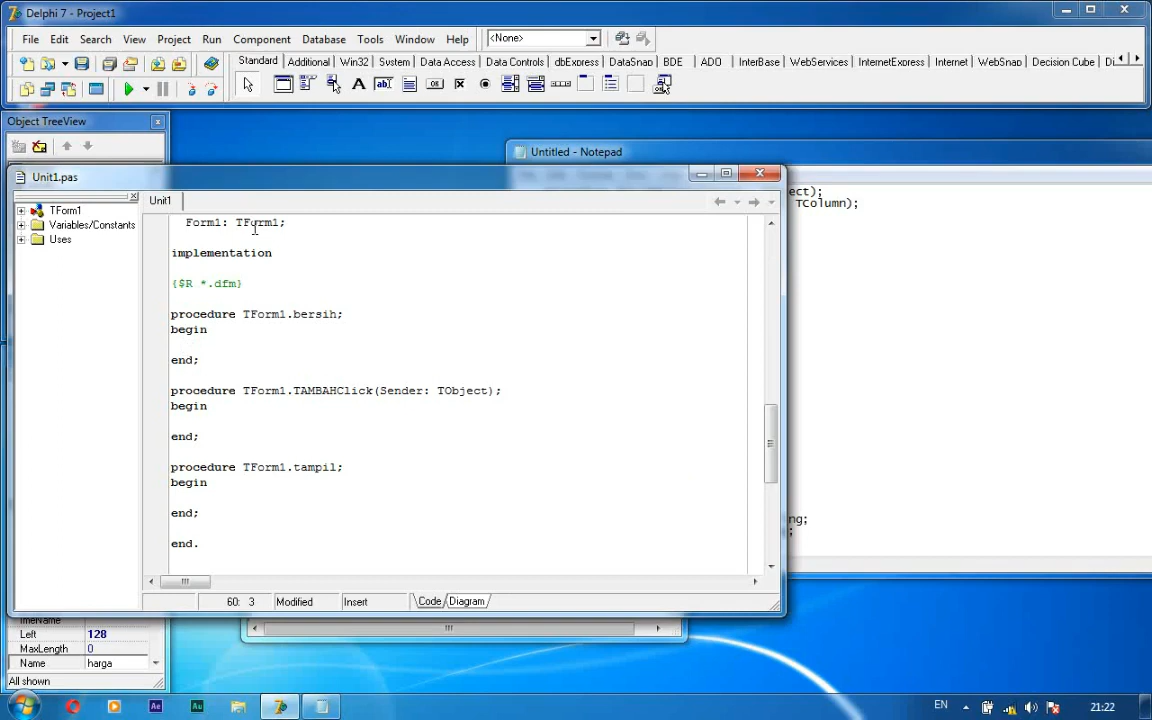 Delphi 7 - Project1
File Edit Search View Project Run Component Database Tools Window Help <None>
Standard Additional Win32 System Data Access Data Controls dbExpress DataSnap BDE ADO InterBase WebServices InternetExpress Internet WebSnap Decision Cube
Object TreeView
Untitled - Notepad
Unit1.pas
Unit1
TForm1
Variables/Constants
Uses
Form1: TForm1;
implementation
{$R *.dfm}
procedure TForm1.bersih;
begin
end;
procedure TForm1.TAMBAHClick(Sender: TObject);
begin
end;
procedure TForm1.tampil;
begin
end;
end.
ect);
TColumn);
ng;
;
60: 3 Modified Insert Code Diagram
Left 128
MaxLength 0
Name harga
All shown
Ae Au
EN 21:22